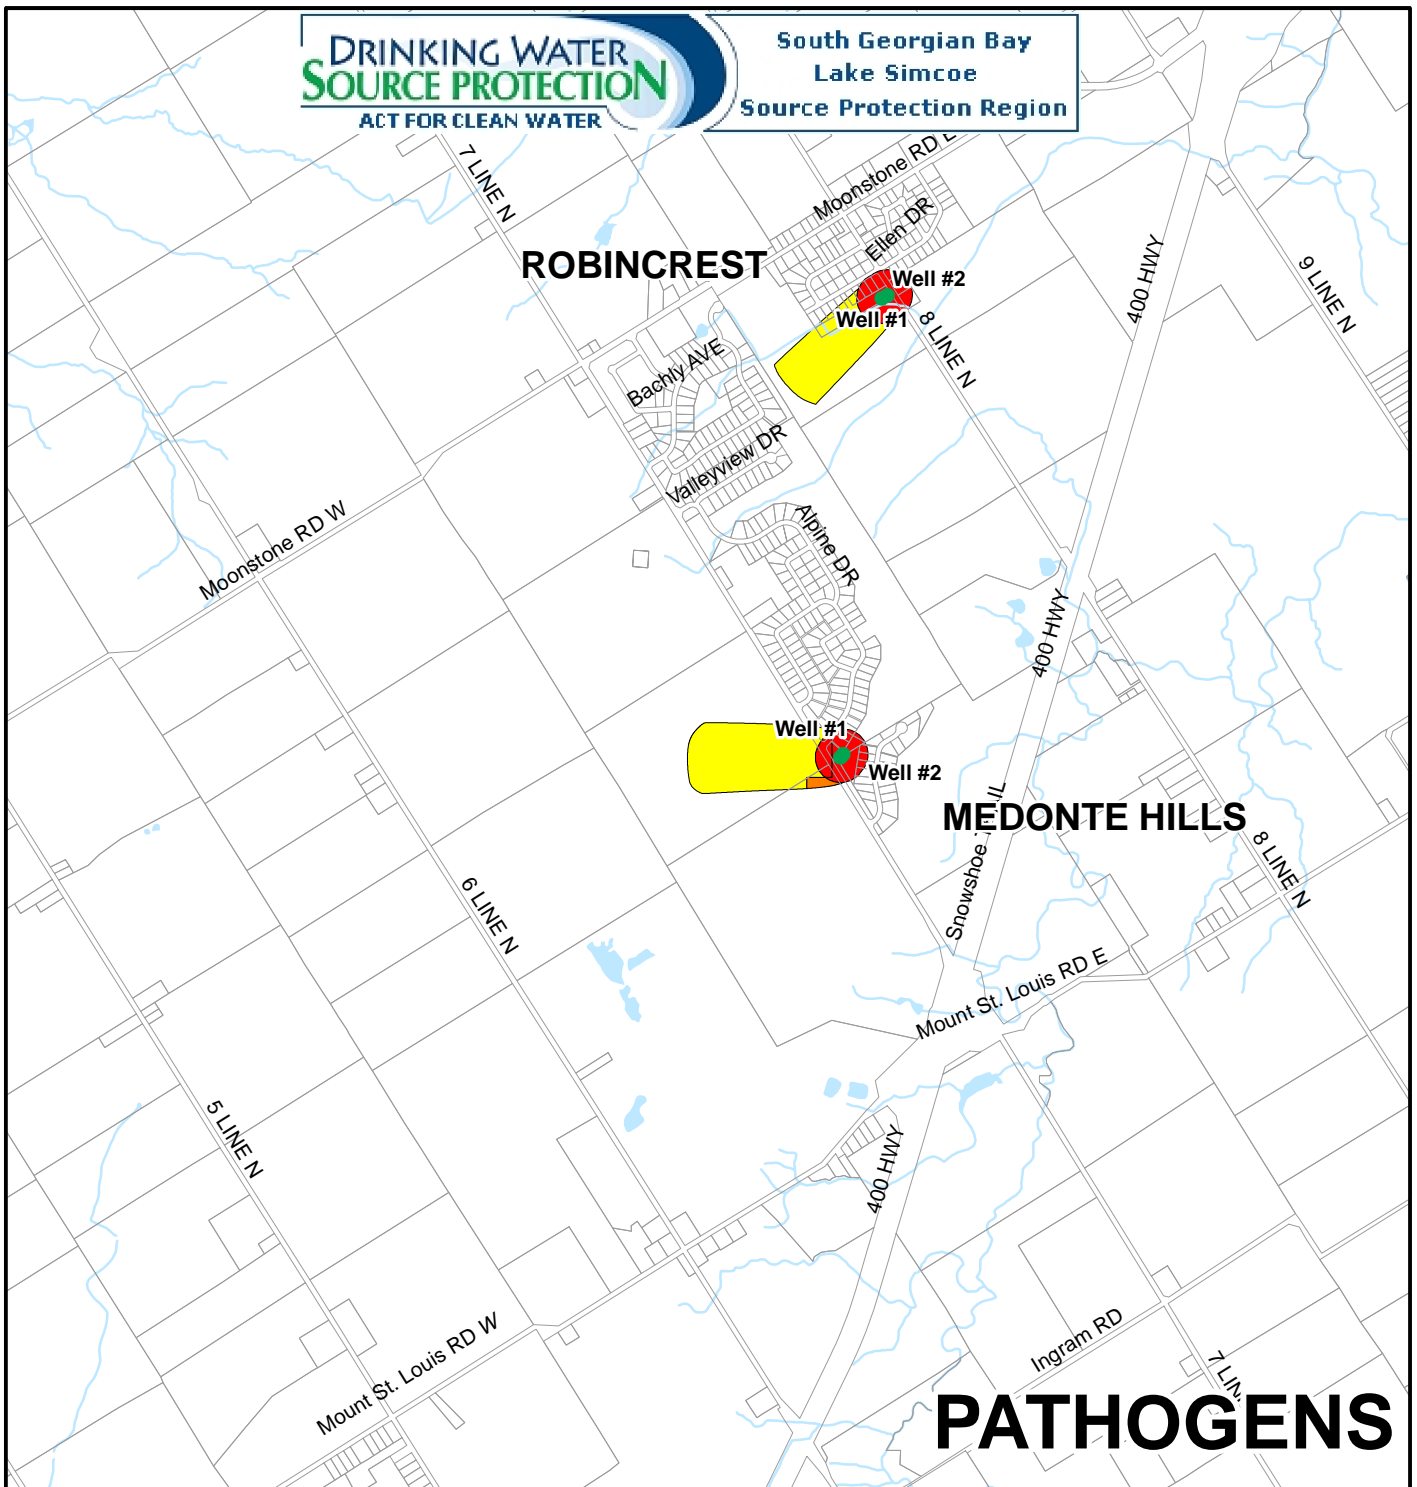 DRINKING WATER
SOURCE PROTECTION
ACT FOR CLEAN WATER
South Georgian Bay
Lake Simcoe
Source Protection Region
7 LINE N
Moonstone RD E
Ellen DR
400 HWY
9 LINE N
ROBINCREST
Well #2
Well #1
8 LINE N
Bachly AVE
Valleyview DR
Alpine DR
Moonstone RD W
400 HWY
Well #1
Well #2
MEDONTE HILLS
Snowshoe
8 LINE N
6 LINE N
Mount St. Louis RD E
5 LINE N
400 HWY
Ingram RD
Mount St. Louis RD W
7 LIN
PATHOGENS